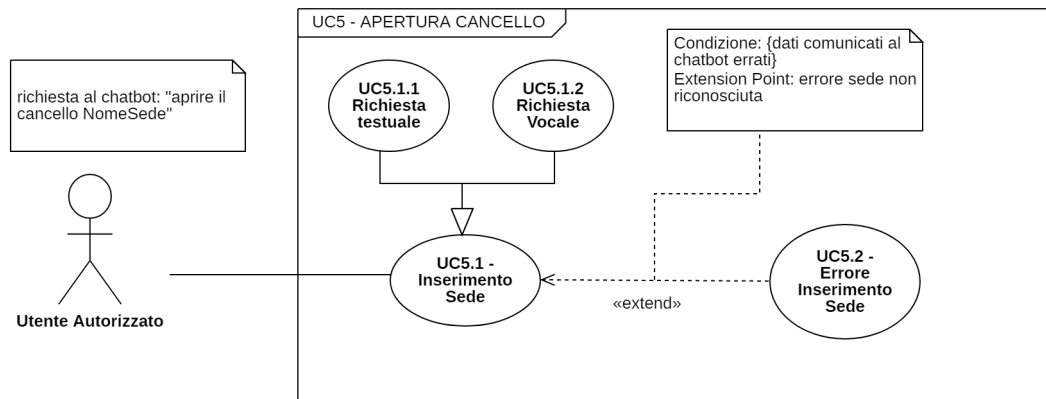 UC5 - APERTURA CANCELLO
richiesta al chatbot: "aprire il
cancello NomeSede"
UC5.1.1
Richiesta
testuale
UC5.1.2
Richiesta
Vocale
Condizione: {dati comunicati al
chatbot errati}
Extension Point: errore sede non
riconosciuta
UC5.1 -
Inserimento
Sede
«extend»
UC5.2 -
Errore
Inserimento
Sede
Utente Autorizzato